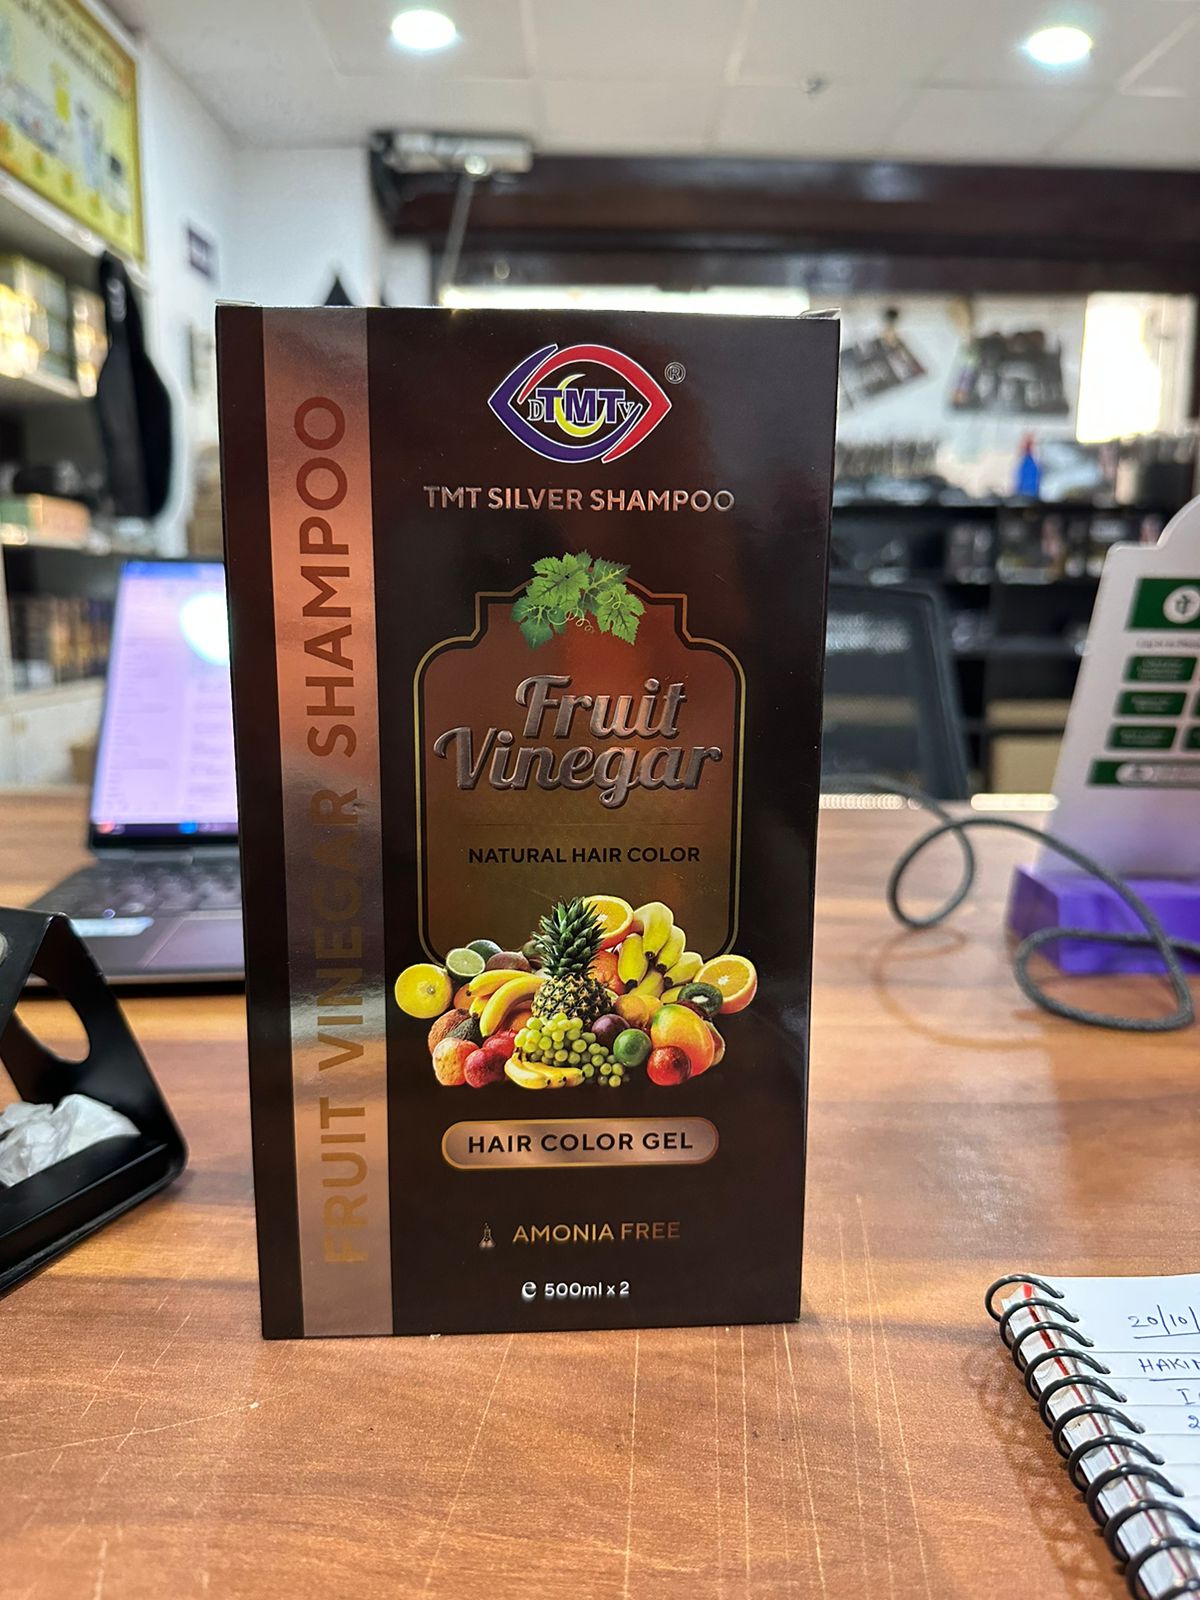 DTMTV
®
TMT SILVER SHAMPOO
Fruit
Vinegar
NATURAL HAIR COLOR
HAIR COLOR GEL
AMONIA FREE
e 500ml x 2
FRUIT VINEGAR SHAMPOO
20/10/